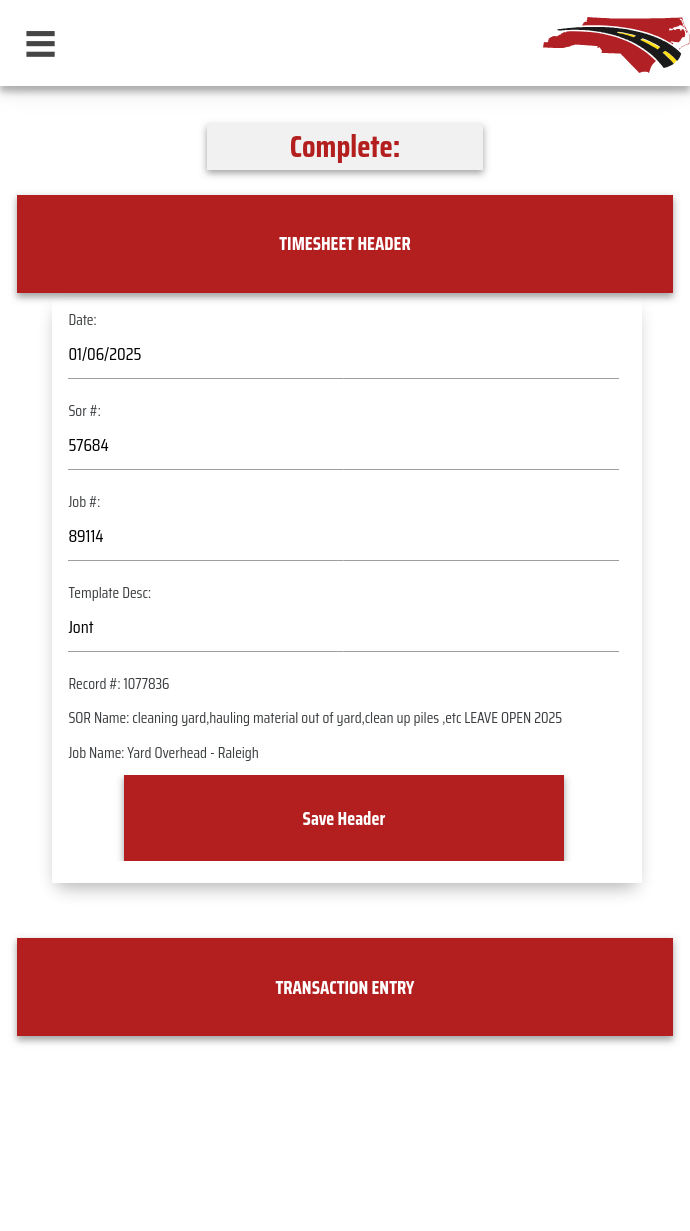 Complete:
TIMESHEET HEADER
Date:
01/06/2025
Sor #:
57684
Job #:
89114
Template Desc:
Jont
Record #: 1077836
SOR Name: cleaning yard,hauling material out of yard,clean up piles ,etc LEAVE OPEN 2025
Job Name: Yard Overhead - Raleigh
Save Header
TRANSACTION ENTRY